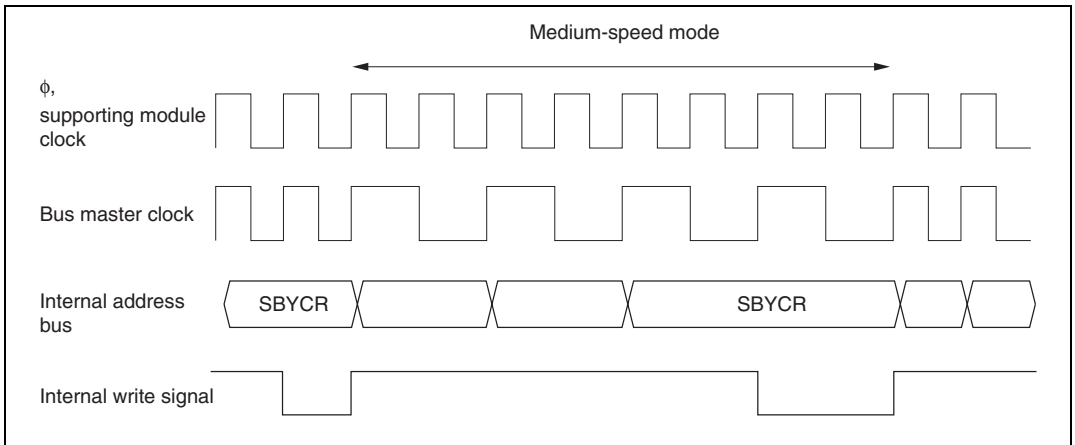 Medium-speed mode
ϕ,
supporting module
clock
Bus master clock
Internal address
bus
SBYCR
SBYCR
Internal write signal